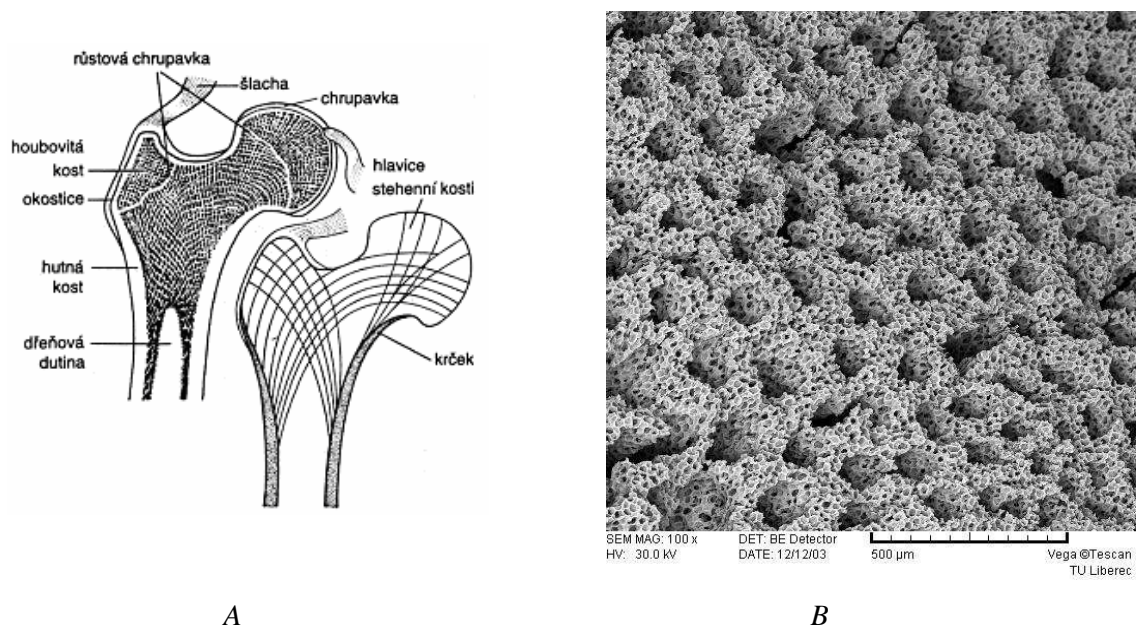 růstová chrupavka
šlacha
chrupavka
houbovitá
kost
okostice
hlavice
stehenní kosti
hutná
kost
dřeňová
dutina
krček
SEM MAG: 100 x DET: BE Detector
HV: 30.0 kV DATE: 12/12/03 500 µm Vega ©Tescan
TU Liberec
A B